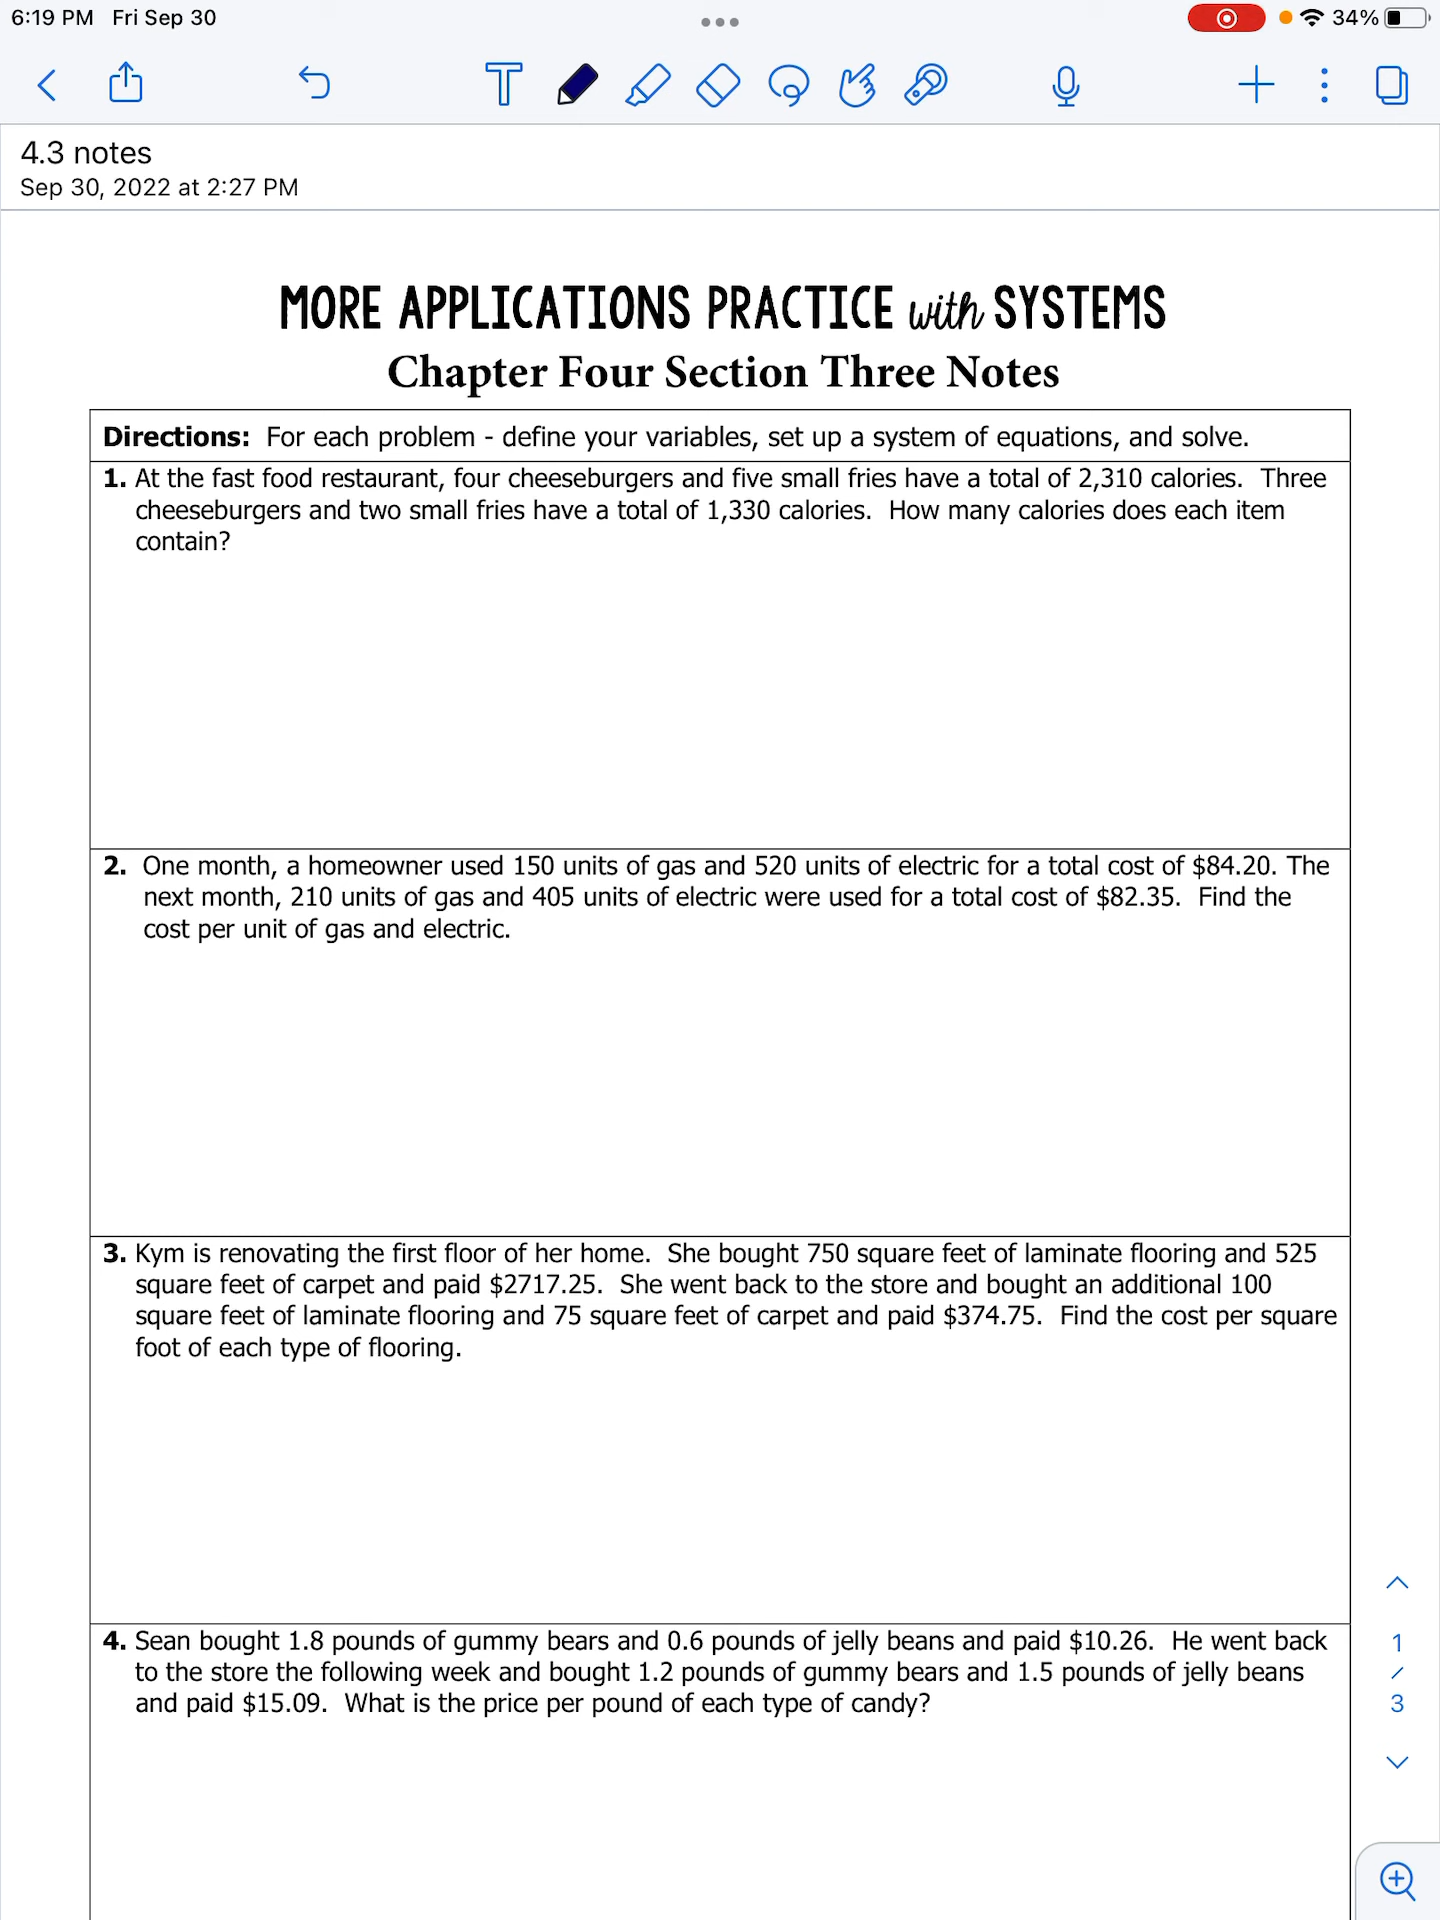 6:19 PM Fri Sep 30
34%
4.3 notes
Sep 30, 2022 at 2:27 PM
MORE APPLICATIONS PRACTICE with SYSTEMS
Chapter Four Section Three Notes
Directions: For each problem - define your variables, set up a system of equations, and solve.
1. At the fast food restaurant, four cheeseburgers and five small fries have a total of 2,310 calories. Three
cheeseburgers and two small fries have a total of 1,330 calories. How many calories does each item
contain?
2. One month, a homeowner used 150 units of gas and 520 units of electric for a total cost of $84.20. The
next month, 210 units of gas and 405 units of electric were used for a total cost of $82.35. Find the
cost per unit of gas and electric.
3. Kym is renovating the first floor of her home. She bought 750 square feet of laminate flooring and 525
square feet of carpet and paid $2717.25. She went back to the store and bought an additional 100
square feet of laminate flooring and 75 square feet of carpet and paid $374.75. Find the cost per square
foot of each type of flooring.
4. Sean bought 1.8 pounds of gummy bears and 0.6 pounds of jelly beans and paid $10.26. He went back
to the store the following week and bought 1.2 pounds of gummy bears and 1.5 pounds of jelly beans
and paid $15.09. What is the price per pound of each type of candy?
1
/
3